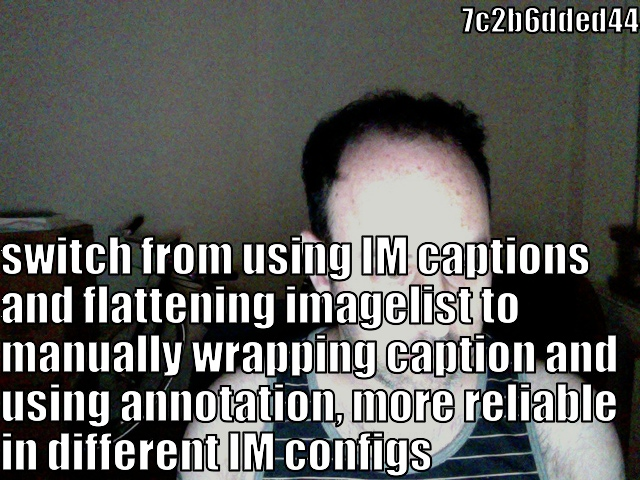 7c2b6dded44
switch from using IM captions
and flattening imagelist to
manually wrapping caption and
using annotation, more reliable
in different IM configs